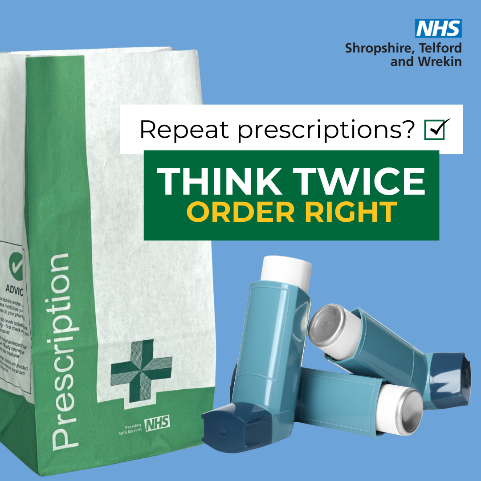 NHS
Shropshire, Telford
and Wrekin
Repeat prescriptions?
THINK TWICE
ORDER RIGHT
Prescription
ADVIC
NHS